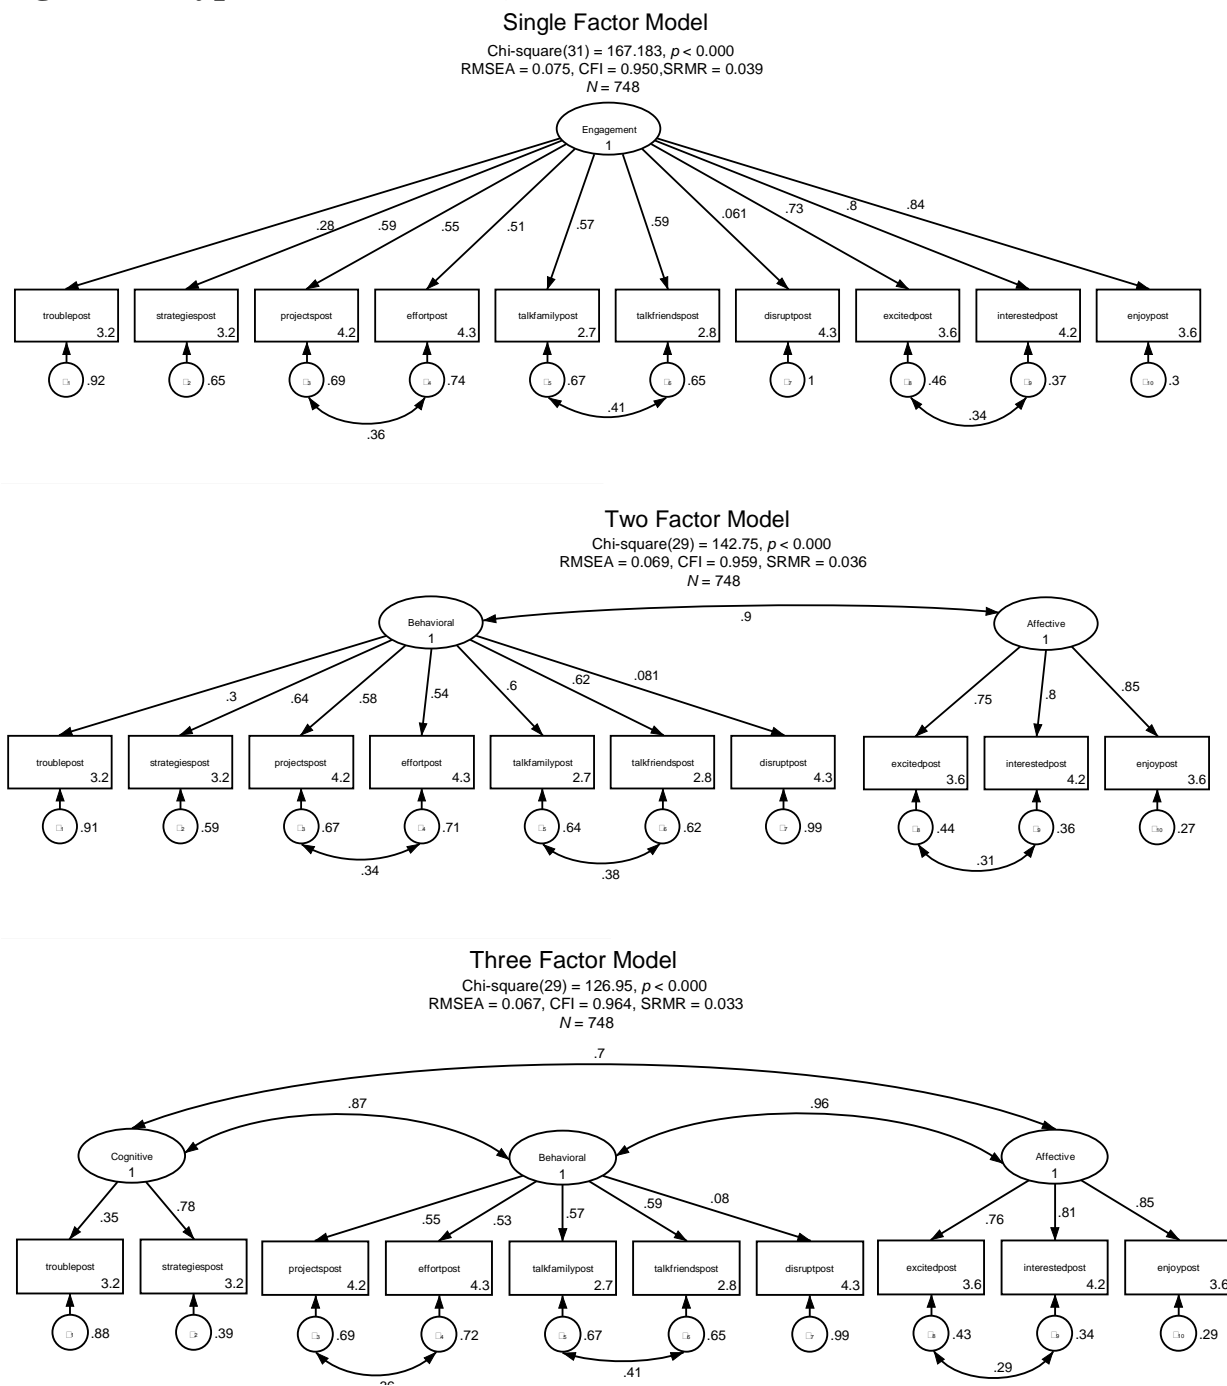 Single Factor Model
Chi-square(31) = 167.183, p < 0.000
RMSEA = 0.075, CFI = 0.950,SRMR = 0.039
N = 748
Engagement
1
.28 .59 .55 .51 .57 .59 .061 .73 .8 .84
troublepost strategiespost projectspost effortpost talkfamilypost talkfriendspost disruptpost excitedpost interestedpost enjoypost
3.2 3.2 4.2 4.3 2.7 2.8 4.3 3.6 4.2 3.6
.92 .65 .69 .74 .67 .65 1 .46 .37 .3
.36 .41 .34
Two Factor Model
Chi-square(29) = 142.75, p < 0.000
RMSEA = 0.069, CFI = 0.959, SRMR = 0.036
N = 748
.9
Behavioral Affective
1 1
.3 .64 .58 .54 .6 .62 .081 .75 .8 .85
troublepost strategiespost projectspost effortpost talkfamilypost talkfriendspost disruptpost excitedpost interestedpost enjoypost
3.2 3.2 4.2 4.3 2.7 2.8 4.3 3.6 4.2 3.6
.91 .59 .67 .71 .64 .62 .99 .44 .36 .27
.34 .38 .31
Three Factor Model
Chi-square(29) = 126.95, p < 0.000
RMSEA = 0.067, CFI = 0.964, SRMR = 0.033
N = 748
.7
.87 .96
Cognitive Behavioral Affective
1 1 1
.35 .78 .55 .53 .57 .59 .08 .76 .81 .85
troublepost strategiespost projectspost effortpost talkfamilypost talkfriendspost disruptpost excitedpost interestedpost enjoypost
3.2 3.2 4.2 4.3 2.7 2.8 4.3 3.6 4.2 3.6
.88 .39 .69 .72 .67 .65 .99 .43 .34 .29
.41 .29